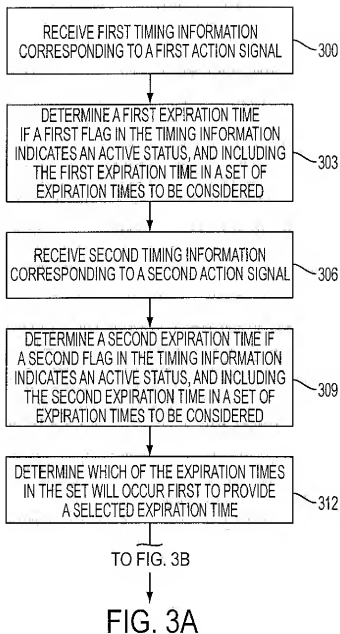 RECEIVE FIRST TIMING INFORMATION
CORRESPONDING TO A FIRST ACTION SIGNAL
300
DETERMINE A FIRST EXPIRATION TIME
IF A FIRST FLAG IN THE TIMING INFORMATION
INDICATES AN ACTIVE STATUS, AND INCLUDING
THE FIRST EXPIRATION TIME IN A SET OF
EXPIRATION TIMES TO BE CONSIDERED
303
RECEIVE SECOND TIMING INFORMATION
CORRESPONDING TO A SECOND ACTION SIGNAL
306
DETERMINE A SECOND EXPIRATION TIME IF
A SECOND FLAG IN THE TIMING INFORMATION
INDICATES AN ACTIVE STATUS, AND INCLUDING
THE SECOND EXPIRATION TIME IN A SET OF
EXPIRATION TIMES TO BE CONSIDERED
309
DETERMINE WHICH OF THE EXPIRATION TIMES
IN THE SET WILL OCCUR FIRST TO PROVIDE
A SELECTED EXPIRATION TIME
312
TO FIG. 3B
FIG. 3A